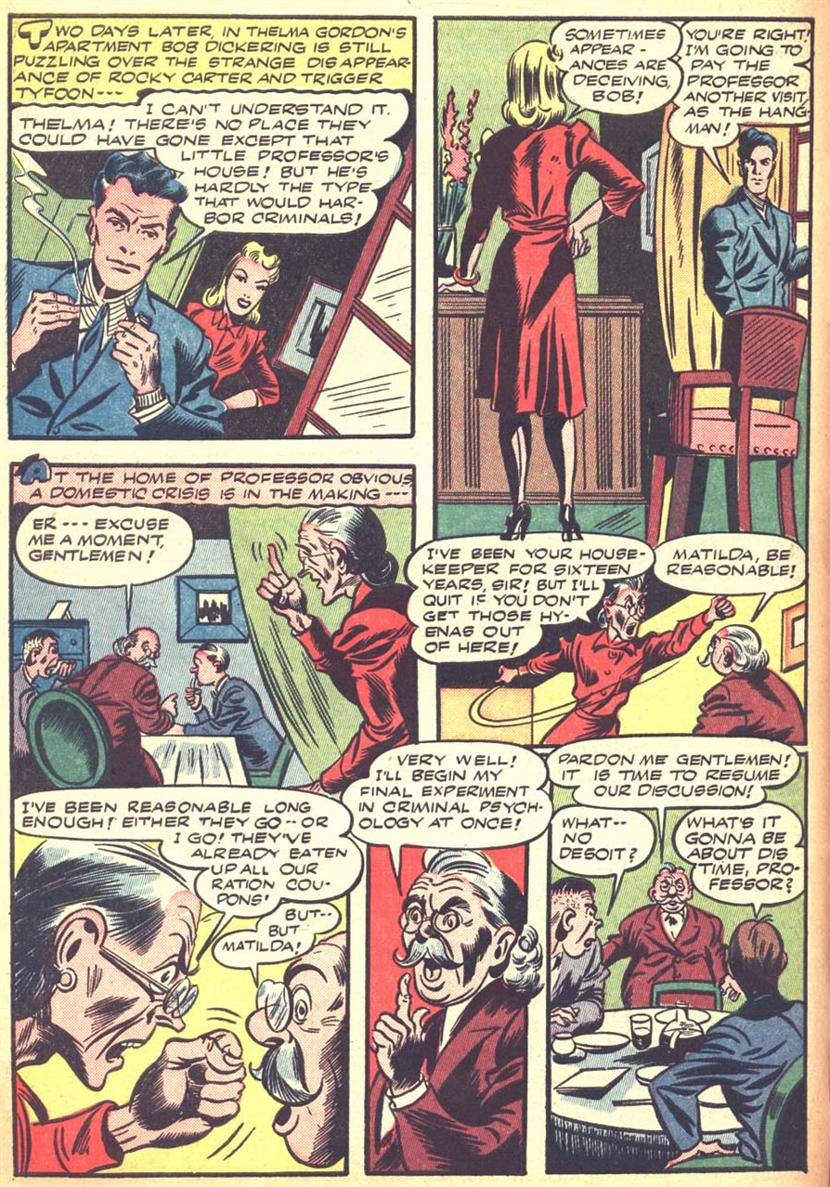 TWO DAYS LATER, IN THELMA GORDON'S
APARTMENT BOB DICKERING IS STILL
PUZZLING OVER THE STRANGE DISAPPEAR-
ANCE OF ROCKY CARTER AND TRIGGER
TYFOON---
I CAN'T UNDERSTAND IT.
THELMA! THERE'S NO PLACE THEY
COULD HAVE GONE EXCEPT THAT
LITTLE PROFESSOR'S
HOUSE! BUT HE'S
HARDLY THE TYPE
THAT WOULD HAR-
BOR CRIMINALS!
SOMETIMES
APPEAR-
ANCES ARE
DECEIVING,
BOB!
YOU'RE RIGHT!
I'M GOING TO
PAY THE
PROFESSOR
ANOTHER VISIT,
AS THE HANG-
MAN!
AT THE HOME OF PROFESSOR OBVIOUS
A DOMESTIC CRISIS IS IN THE MAKING---
ER--- EXCUSE
ME A MOMENT,
GENTLEMEN!
I'VE BEEN YOUR HOUSE-
KEEPER FOR SIXTEEN
YEARS, SIR! BUT I'LL
QUIT IF YOU DON'T
GET THOSE HY-
ENAS OUT
OF HERE!
MATILDA, BE
REASONABLE!
I'VE BEEN REASONABLE LONG
ENOUGH! EITHER THEY GO--OR
I GO! THEY'VE
ALREADY EATEN
UP ALL OUR
RATION COU-
PONS!
BUT--
BUT
MATILDA!
VERY WELL!
I'LL BEGIN MY
FINAL EXPERIMENT
IN CRIMINAL PSYCH-
OLOGY AT ONCE!
PARDON ME GENTLEMEN!
IT IS TIME TO RESUME
OUR DISCUSSION!
WHAT--
NO
DESOIT?
WHAT'S IT
GONNA BE
ABOUT DIS
TIME, PRO-
FESSOR?